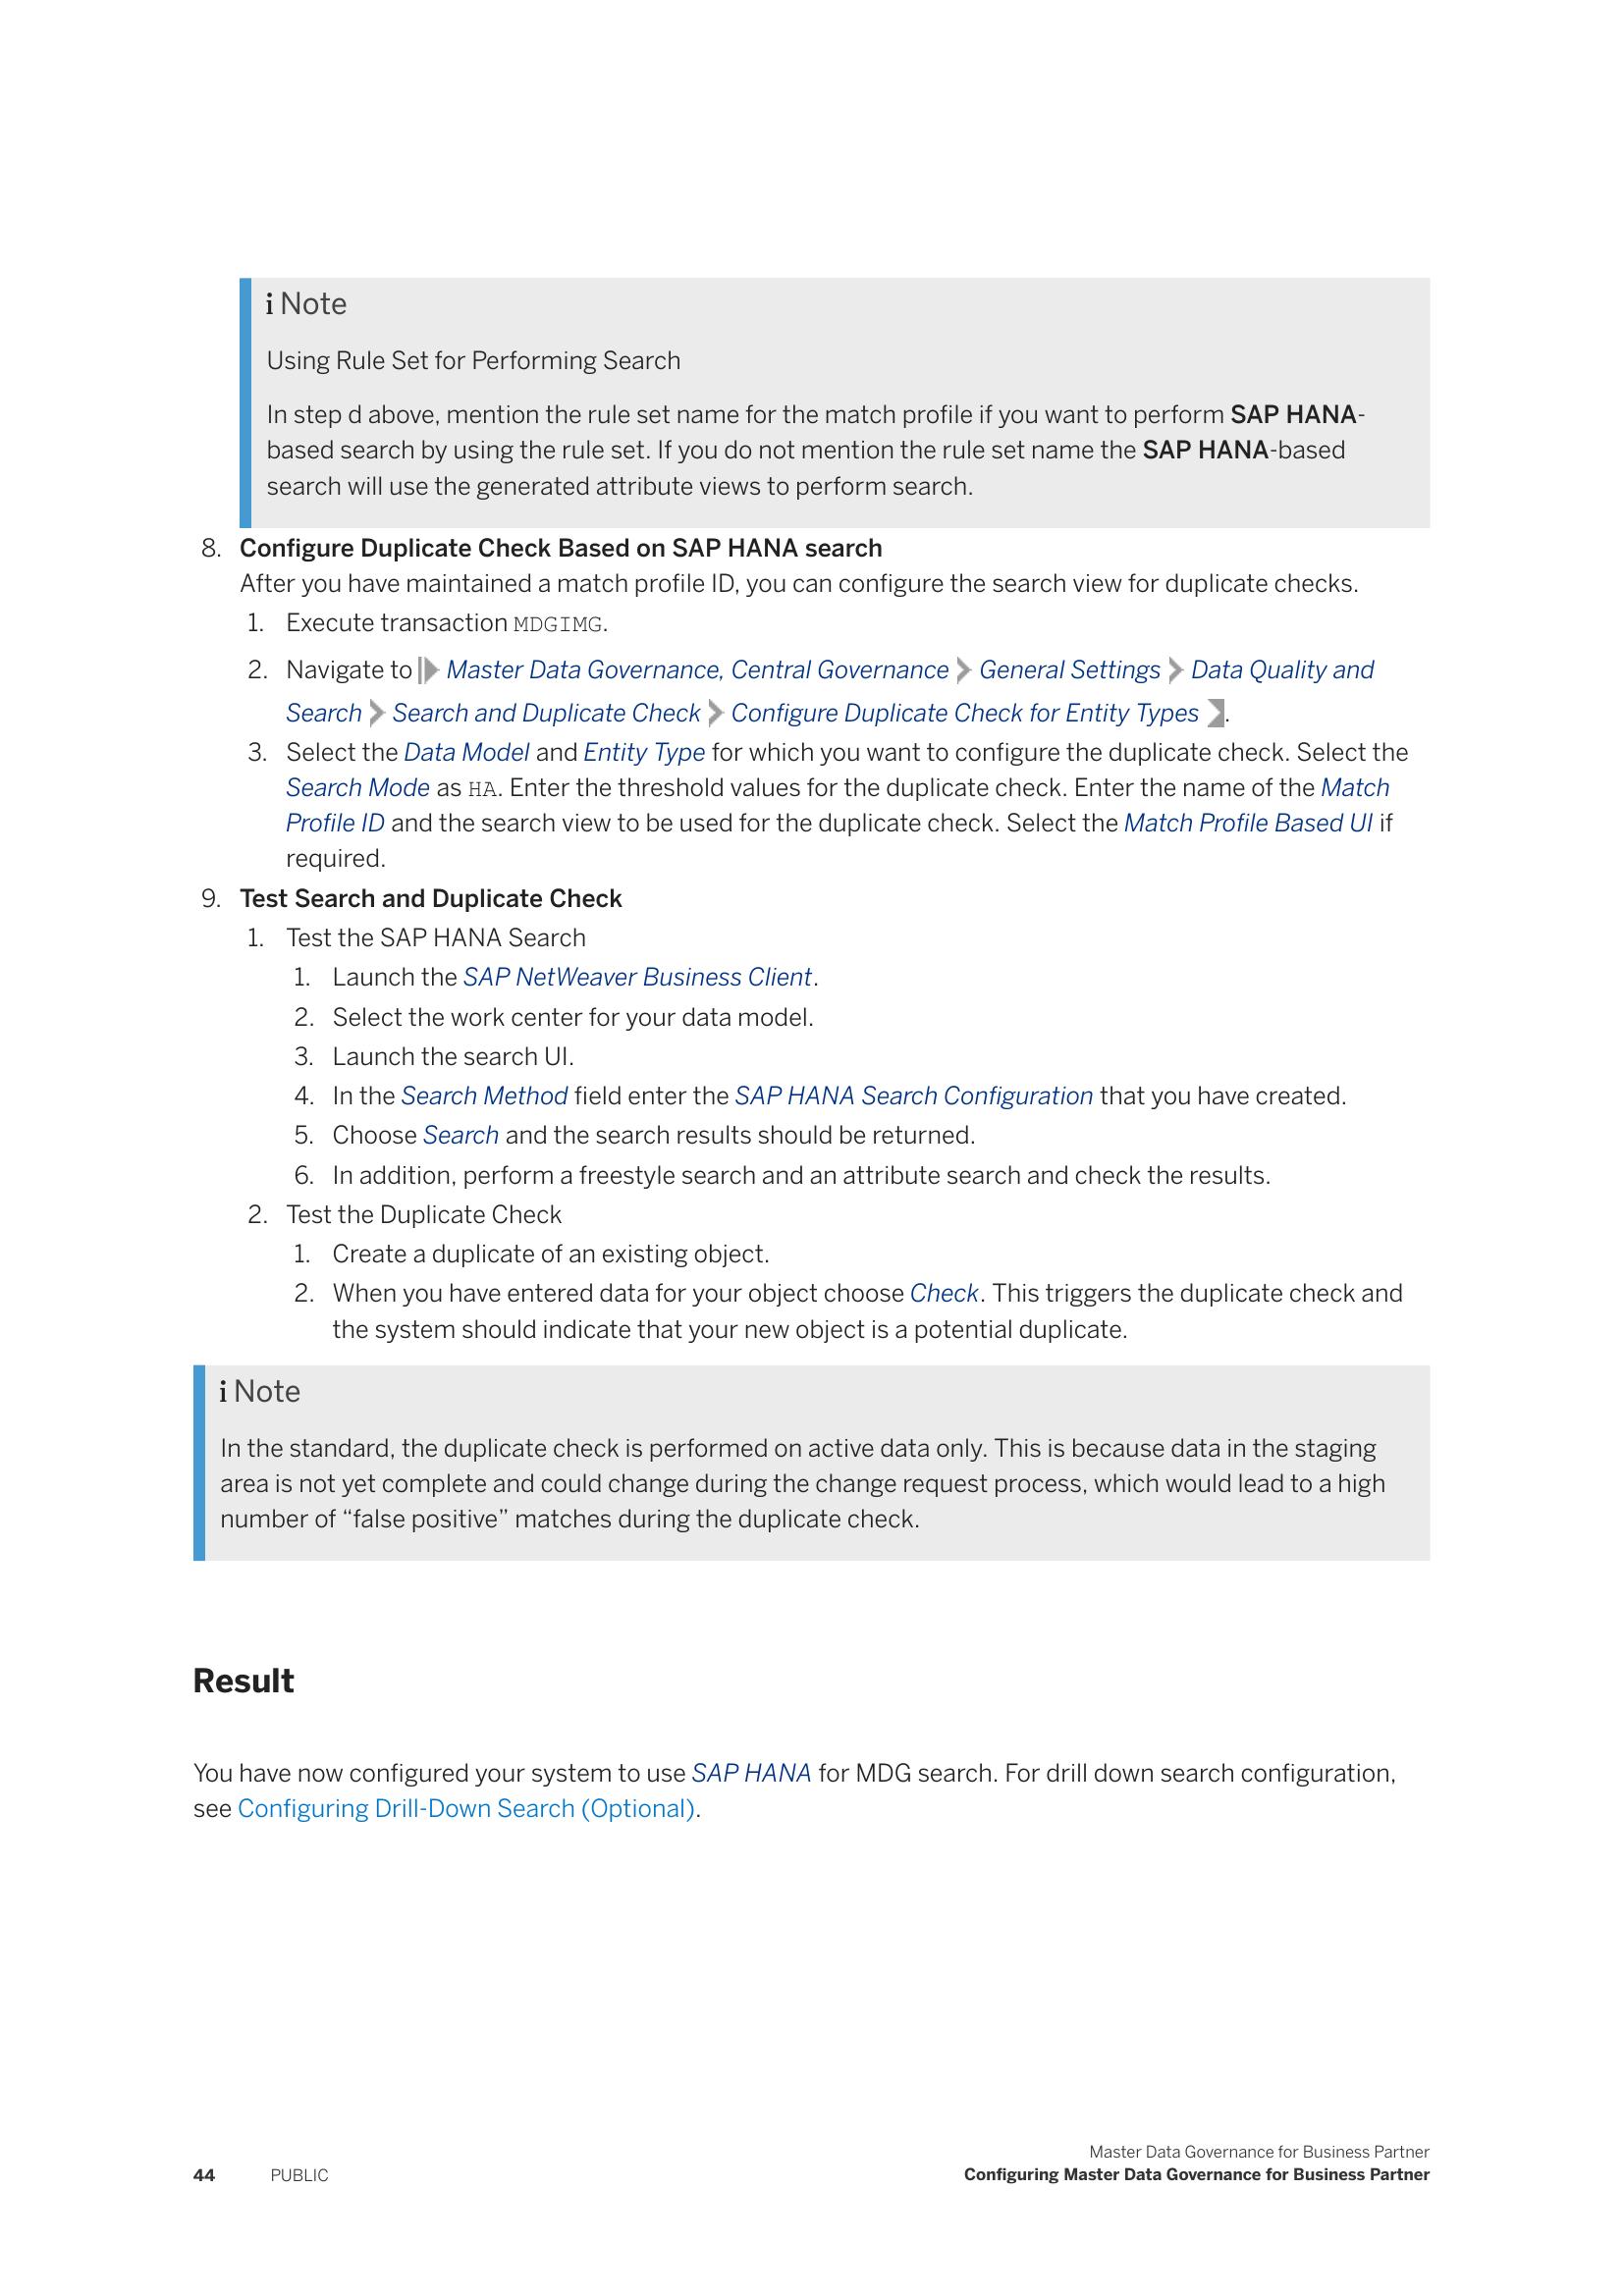 i Note
Using Rule Set for Performing Search
In step d above, mention the rule set name for the match profile if you want to perform SAP HANA-
based search by using the rule set. If you do not mention the rule set name the SAP HANA-based
search will use the generated attribute views to perform search.
8. Configure Duplicate Check Based on SAP HANA search
After you have maintained a match profile ID, you can configure the search view for duplicate checks.
1. Execute transaction MDGIMG.
2. Navigate to Master Data Governance, Central Governance > General Settings > Data Quality and
Search > Search and Duplicate Check > Configure Duplicate Check for Entity Types .
3. Select the Data Model and Entity Type for which you want to configure the duplicate check. Select the
Search Mode as HA. Enter the threshold values for the duplicate check. Enter the name of the Match
Profile ID and the search view to be used for the duplicate check. Select the Match Profile Based UI if
required.
9. Test Search and Duplicate Check
1. Test the SAP HANA Search
1. Launch the SAP NetWeaver Business Client.
2. Select the work center for your data model.
3. Launch the search UI.
4. In the Search Method field enter the SAP HANA Search Configuration that you have created.
5. Choose Search and the search results should be returned.
6. In addition, perform a freestyle search and an attribute search and check the results.
2. Test the Duplicate Check
1. Create a duplicate of an existing object.
2. When you have entered data for your object choose Check. This triggers the duplicate check and
the system should indicate that your new object is a potential duplicate.
i Note
In the standard, the duplicate check is performed on active data only. This is because data in the staging
area is not yet complete and could change during the change request process, which would lead to a high
number of “false positive” matches during the duplicate check.
Result
You have now configured your system to use SAP HANA for MDG search. For drill down search configuration,
see Configuring Drill-Down Search (Optional).
Master Data Governance for Business Partner
44 PUBLIC Configuring Master Data Governance for Business Partner